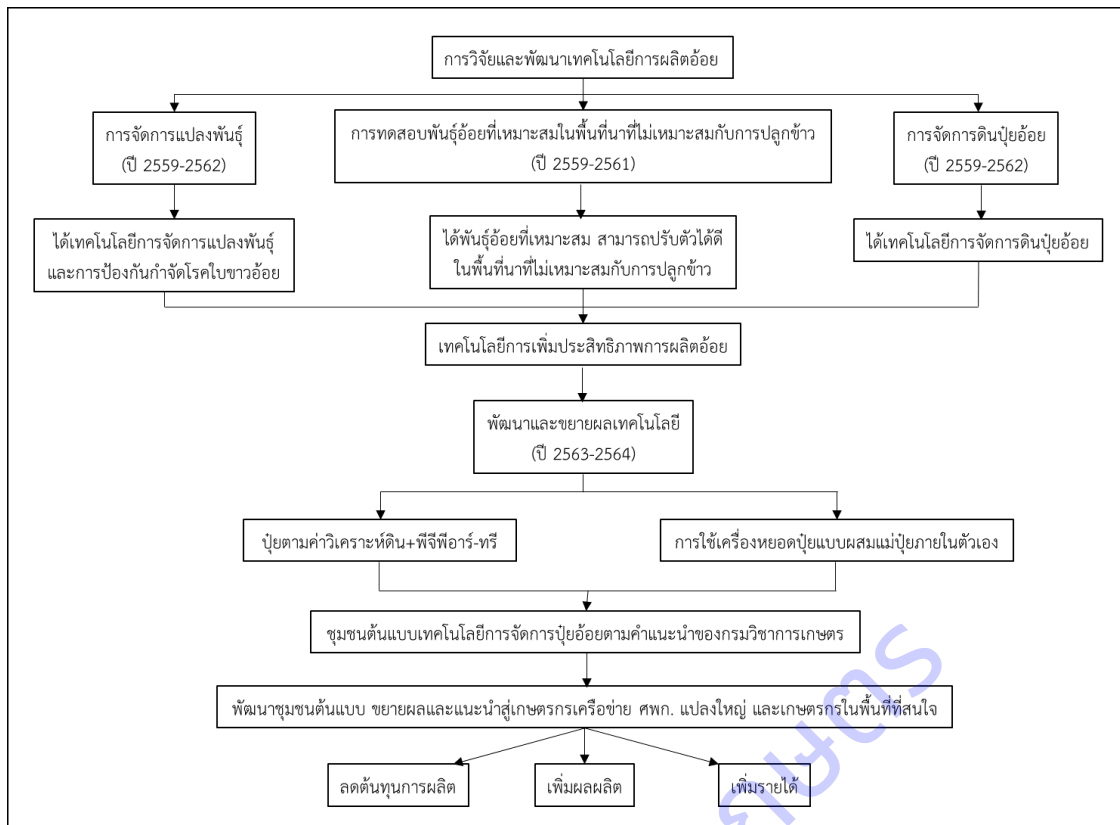 การวิจัยและพัฒนาเทคโนโลยีการผลิตอ้อย
การจัดการแปลงพันธุ์
(ปี 2559-2562)
การทดสอบพันธุ์อ้อยที่เหมาะสมในพื้นที่นาที่ไม่เหมาะสมกับการปลูกข้าว
(ปี 2559-2561)
การจัดการดินปุ๋ยอ้อย
(ปี 2559-2562)
ได้เทคโนโลยีการจัดการแปลงพันธุ์
และการป้องกันกำจัดโรคใบขาวอ้อย
ได้พันธุ์อ้อยที่เหมาะสม สามารถปรับตัวได้ดี
ในพื้นที่นาที่ไม่เหมาะสมกับการปลูกข้าว
ได้เทคโนโลยีการจัดการดินปุ๋ยอ้อย
เทคโนโลยีการเพิ่มประสิทธิภาพการผลิตอ้อย
พัฒนาและขยายผลเทคโนโลยี
(ปี 2563-2564)
ปุ๋ยตามค่าวิเคราะห์ดิน+พีจีพีอาร์-ทรี
การใช้เครื่องหยอดปุ๋ยแบบผสมแม่ปุ๋ยภายในตัวเอง
ชุมชนต้นแบบเทคโนโลยีการจัดการปุ๋ยอ้อยตามคำแนะนำของกรมวิชาการเกษตร
พัฒนาชุมชนต้นแบบ ขยายผลและแนะนำสู่เกษตรกรเครือข่าย ศพก. แปลงใหญ่ และเกษตรกรในพื้นที่ที่สนใจ
ลดต้นทุนการผลิต
เพิ่มผลผลิต
เพิ่มรายได้